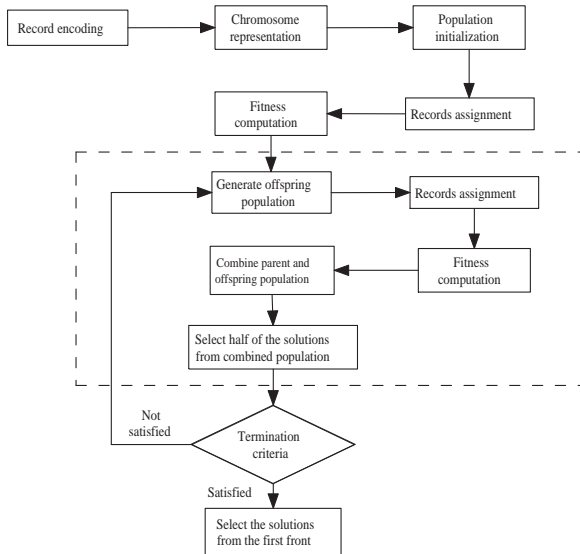 Record encoding
Chromosome
representation
Population
initialization
Records assignment
Fitness
computation
Generate offspring
population
Records assignment
Fitness
computation
Combine parent and
offspring population
Select half of the solutions
from combined population
Not
satisfied
Termination
criteria
Satisfied
Select the solutions
from the first front